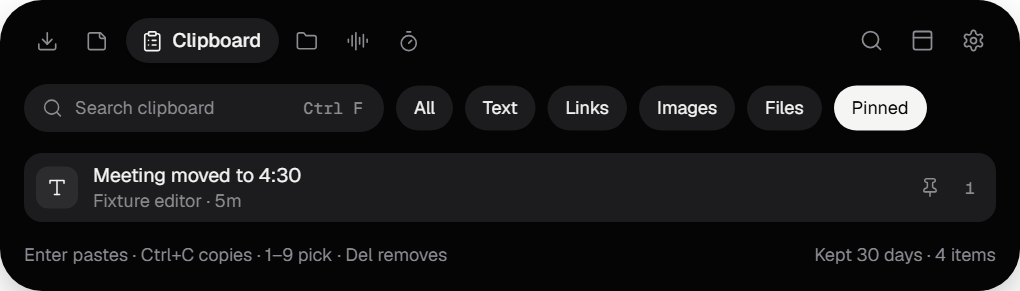 Clipboard
Search clipboard Ctrl F All Text Links Images Files Pinned
Meeting moved to 4:30
Fixture editor · 5m
1
Enter pastes · Ctrl+C copies · 1–9 pick · Del removes
Kept 30 days · 4 items